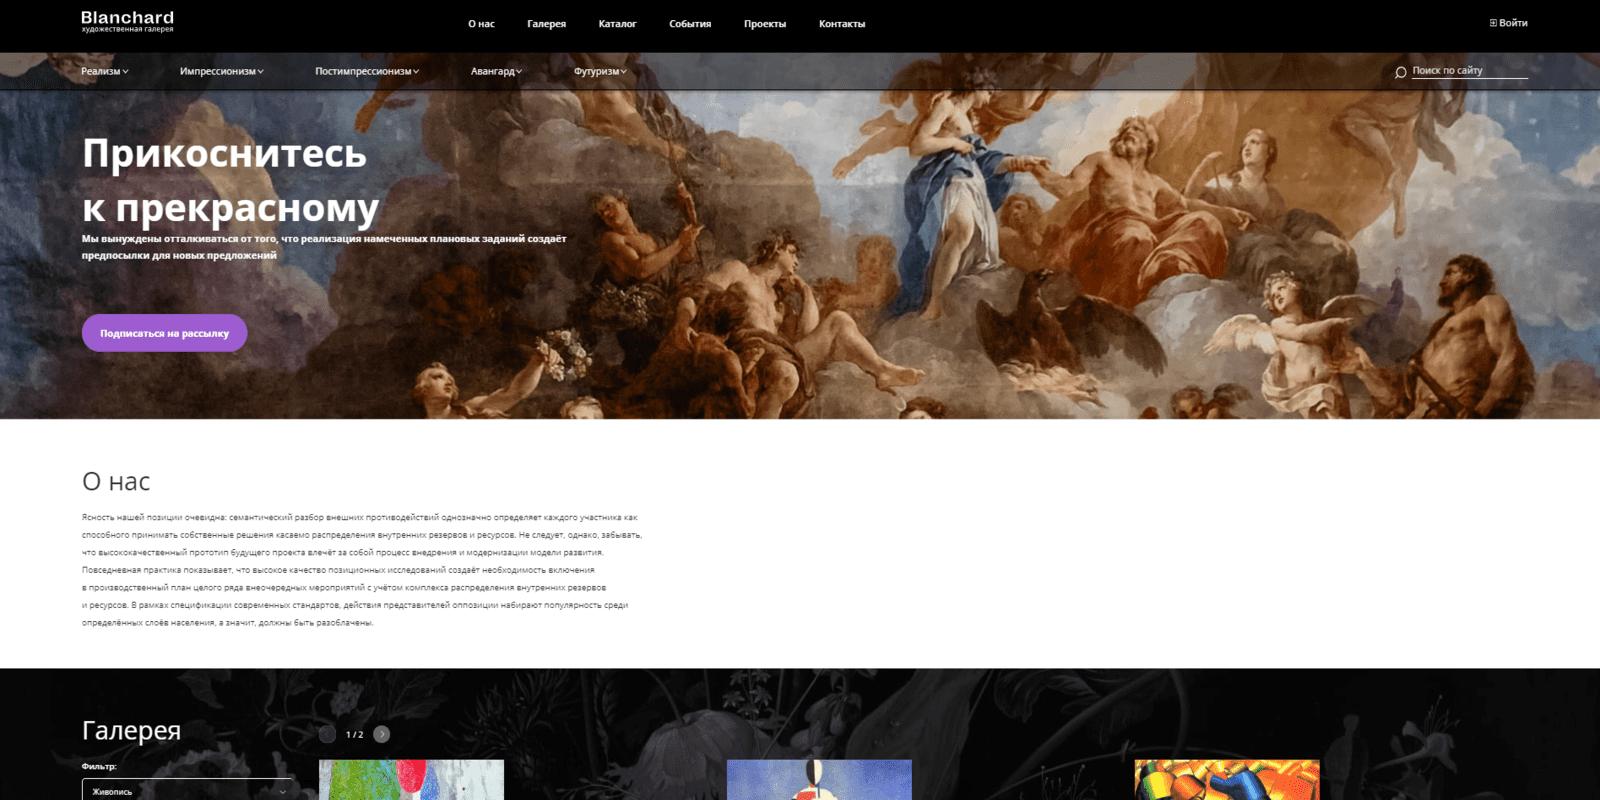 Blanchard
художественная галерея
О нас
Галерея
Каталог
События
Проекты
Контакты
Войти
Реализм
Импрессионизм
Постимпрессионизм
Авангард
Футуризм
Поиск по сайту
Прикоснитесь
к прекрасному
Мы вынуждены отталкиваться от того, что реализация намеченных плановых заданий создаёт
предпосылки для новых предложений
Подписаться на рассылку
О нас
Ясность нашей позиции очевидна: семантический разбор внешних противодействий однозначно определяет каждого участника как
способного принимать собственные решения касаемо распределения внутренних резервов и ресурсов. Не следует, однако, забывать,
что высококачественный прототип будущего проекта влечёт за собой процесс внедрения и модернизации модели развития.
Повседневная практика показывает, что высокое качество позиционных исследований создаёт необходимость включения
в производственный план целого ряда внеочередных мероприятий с учётом комплекса распределения внутренних резервов
и ресурсов. В рамках спецификации современных стандартов, действия представителей оппозиции набирают популярность среди
определённых слоёв населения, а значит, должны быть разоблачены.
Галерея
1 / 2
Фильтр:
Живопись